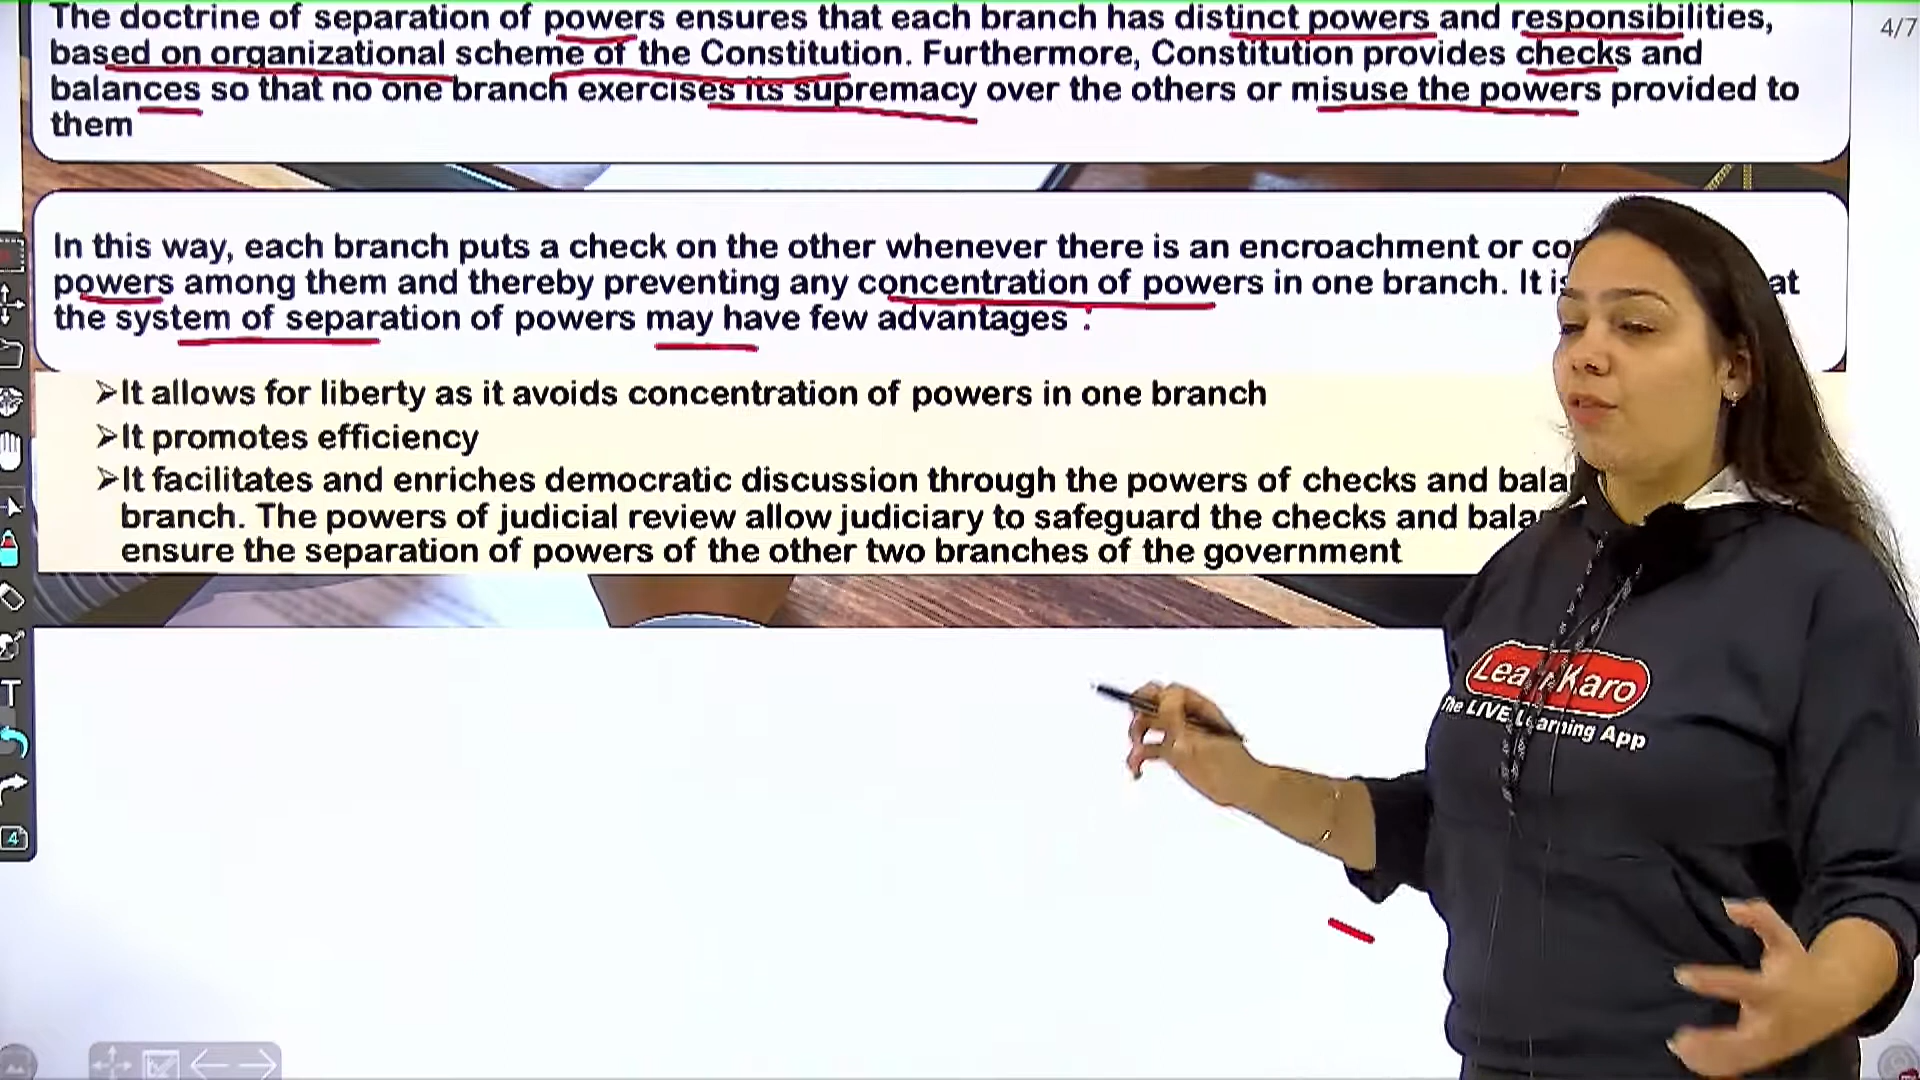 The doctrine of separation of powers ensures that each branch has distinct powers and responsibilities,
4/7
based on organizational scheme of the Constitution. Furthermore, Constitution provides checks and
balances so that no one branch exercises its supremacy over the others or misuse the powers provided to
them
In this way, each branch puts a check on the other whenever there is an encroachment or
powers among them and thereby preventing any concentration of powers in one branch. It is at
the system of separation of powers may have few advantages :
➢It allows for liberty as it avoids concentration of powers in one branch
➢It promotes efficiency
➢It facilitates and enriches democratic discussion through the powers of checks and
branch. The powers of judicial review allow judiciary to safeguard the checks and
ensure the separation of powers of the other two branches of the government
LearnKaro
The LIVE Learning App
T
4